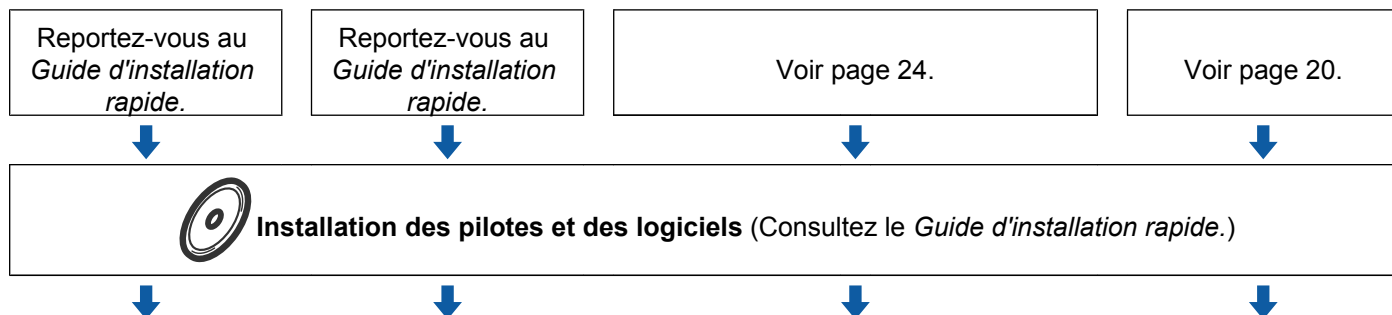 Reportez-vous au
Guide d'installation
rapide.
Reportez-vous au
Guide d'installation
rapide.
Voir page 24.
Voir page 20.
Installation des pilotes et des logiciels (Consultez le Guide d'installation rapide.)